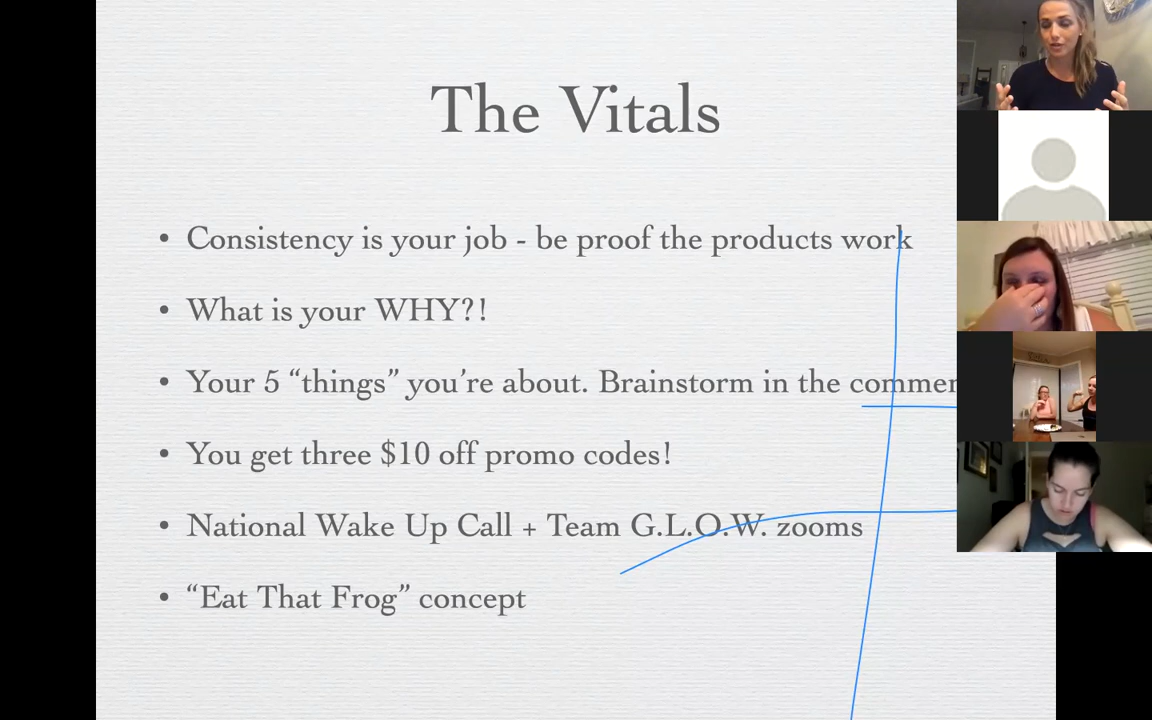 The Vitals
• Consistency is your job - be proof the products work
• What is your WHY?!
• Your 5 “things” you’re about. Brainstorm in the
• You get three $10 off promo codes!
• National Wake Up Call + Team G.L.O.W. zooms
• “Eat That Frog” concept